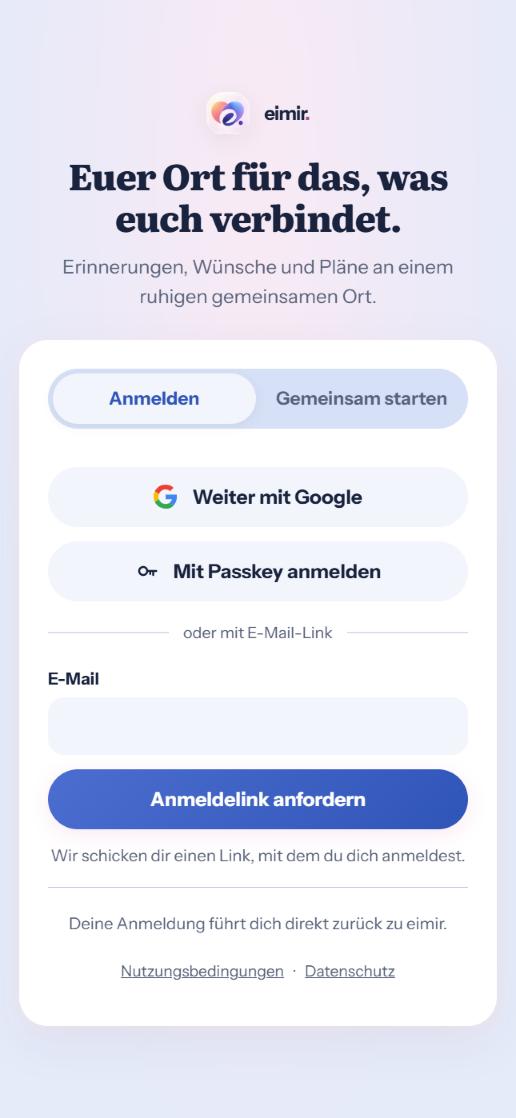 eimir.
Euer Ort für das, was
euch verbindet.
Erinnerungen, Wünsche und Pläne an einem
ruhigen gemeinsamen Ort.
Anmelden
Gemeinsam starten
Weiter mit Google
Mit Passkey anmelden
oder mit E-Mail-Link
E-Mail
Anmeldelink anfordern
Wir schicken dir einen Link, mit dem du dich anmeldest.
Deine Anmeldung führt dich direkt zurück zu eimir.
Nutzungsbedingungen · Datenschutz